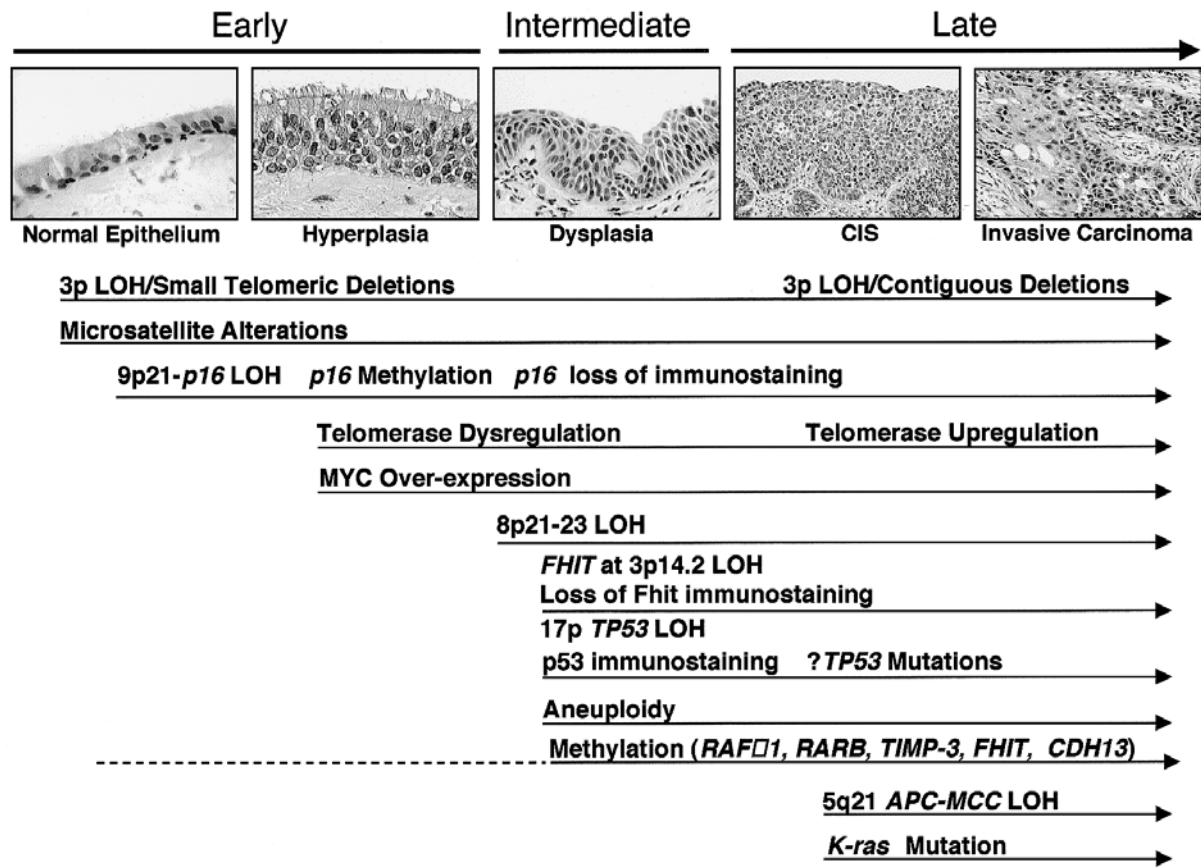 Early Intermediate Late
Normal Epithelium Hyperplasia Dysplasia CIS Invasive Carcinoma
3p LOH/Small Telomeric Deletions 3p LOH/Contiguous Deletions
Microsatellite Alterations
9p21-p16 LOH p16 Methylation p16 loss of immunostaining
Telomerase Dysregulation Telomerase Upregulation
MYC Over-expression
8p21-23 LOH
FHIT at 3p14.2 LOH
Loss of Fhit immunostaining
17p TP53 LOH
p53 immunostaining ?TP53 Mutations
Aneuploidy
Methylation (RAF□1, RARB, TIMP-3, FHIT, CDH13)
5q21 APC-MCC LOH
K-ras Mutation